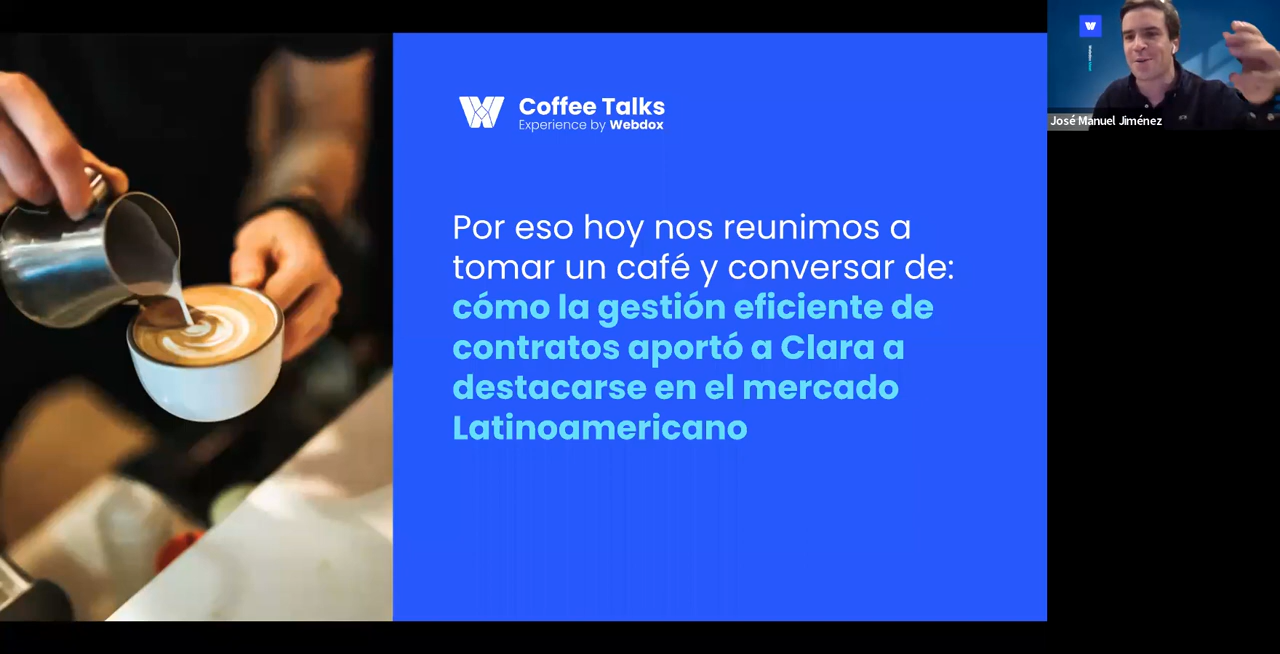 Coffee Talks
Experience by Webdox
Por eso hoy nos reunimos a
tomar un café y conversar de:
cómo la gestión eficiente de
contratos aportó a Clara a
destacarse en el mercado
Latinoamericano
José Manuel Jiménez